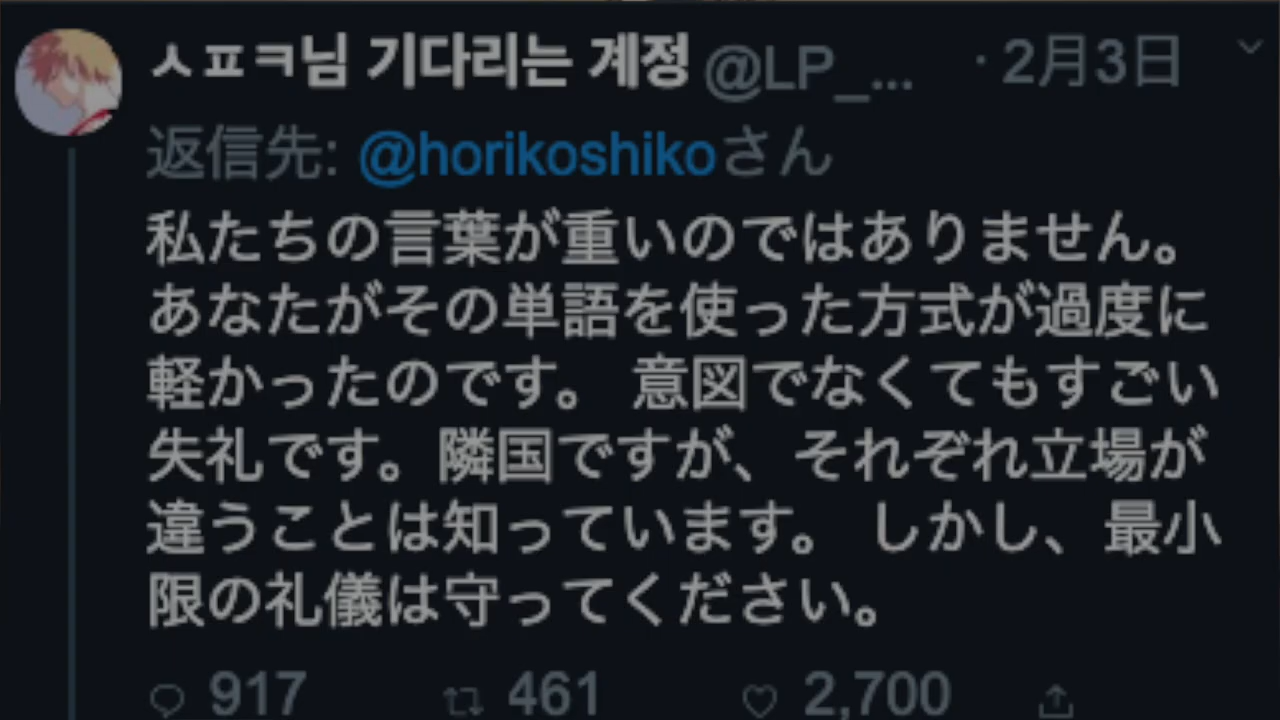 ㅅㅍㅋ님 기다리는 계정 @LP_... · 2月3日
返信先: @horikoshikoさん
私たちの言葉が重いのではありません。
あなたがその単語を使った方式が過度に
軽かったのです。 意図でなくてもすごい
失礼です。隣国ですが、それぞれ立場が
違うことは知っています。 しかし、最小
限の礼儀は守ってください。
917 461 2,700